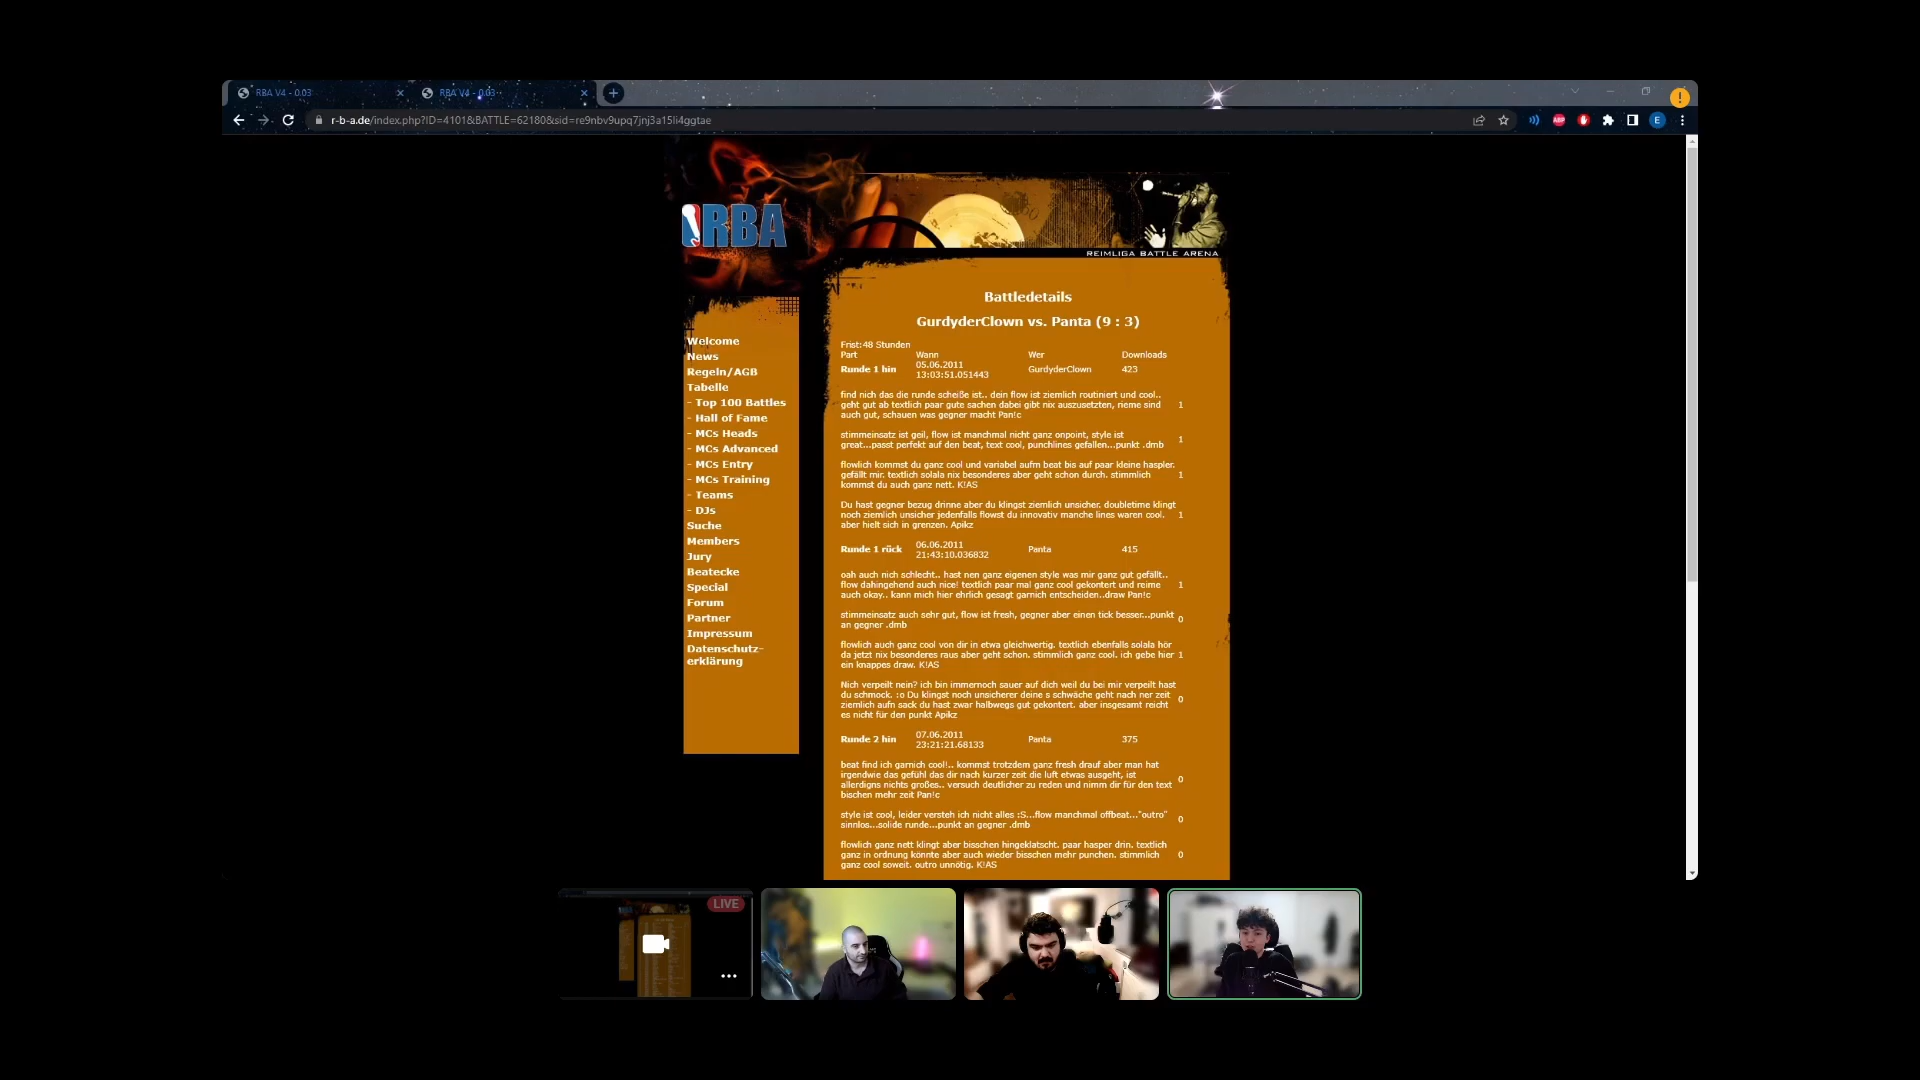 RBA V4 - 0.03
RBA V4 - 0.03
r-b-a.de/index.php?ID=4101&BATTLE=62180&sid=re9nbv9upq7jnj3a15li4ggtae
ABP
E
RBA
REIMLIGA BATTLE ARENA
Welcome
News
Regeln/AGB
Tabelle
- Top 100 Battles
- Hall of Fame
- MCs Heads
- MCs Advanced
- MCs Entry
- MCs Training
- Teams
- DJs
Suche
Members
Jury
Beatecke
Special
Forum
Partner
Impressum
Datenschutz-
erklärung
Battledetails
GurdyderClown vs. Panta (9 : 3)
Frist:48 Stunden
Part Wann Wer Downloads
Runde 1 hin 05.06.2011 13:03:51.051443 GurdyderClown 423
find nich das die runde scheiße ist.. dein flow ist ziemlich routiniert und cool..
geht gut ab textlich paar gute sachen dabei gibt nix auszusetzten, rieme sind 1
auch gut, schauen was gegner macht Pan!c
stimmeinsatz ist geil, flow ist manchmal nicht ganz onpoint, style ist
great...passt perfekt auf den beat, text cool, punchlines gefallen...punkt .dmb 1
flowlich kommst du ganz cool und variabel aufm beat bis auf paar kleine haspler.
gefällt mir. textlich solala nix besonderes aber geht schon durch. stimmlich 1
kommst du auch ganz nett. K!AS
Du hast gegner bezug drinne aber du klingst ziemlich unsicher. doubletime klingt
noch ziemlich unsicher jedenfalls flowst du innovativ manche lines waren cool. 1
aber hielt sich in grenzen. Apikz
Runde 1 rück 06.06.2011 21:43:10.036832 Panta 415
oah auch nich schlecht.. hast nen ganz eigenen style was mir ganz gut gefällt..
flow dahingehend auch nice! textlich paar mal ganz cool gekontert und reime 1
auch okay.. kann mich hier ehrlich gesagt garnich entscheiden..draw Pan!c
stimmeinsatz auch sehr gut, flow ist fresh, gegner aber einen tick besser...punkt 0
an gegner .dmb
flowlich auch ganz cool von dir in etwa gleichwertig. textlich ebenfalls solala hör
da jetzt nix besonderes raus aber geht schon. stimmlich ganz cool. ich gebe hier 1
ein knappes draw. K!AS
Nich verpeilt nein? ich bin immernoch sauer auf dich weil du bei mir verpeilt hast
du schmock. :o Du klingst noch unsicherer deine s schwäche geht nach ner zeit 0
ziemlich aufn sack du hast zwar halbwegs gut gekontert. aber insgesamt reicht
es nicht für den punkt Apikz
Runde 2 hin 07.06.2011 23:21:21.68133 Panta 375
beat find ich garnich cool!.. kommst trotzdem ganz fresh drauf aber man hat
irgendwie das gefühl das dir nach kurzer zeit die luft etwas ausgeht, ist 0
allerdigns nichts großes.. versuch deutlicher zu reden und nimm dir für den text
bischen mehr zeit Pan!c
style ist cool, leider versteh ich nicht alles :S...flow manchmal offbeat..."outro" 0
sinnlos...solide runde...punkt an gegner .dmb
flowlich ganz nett klingt aber bisschen hingeklatscht. paar hasper drin. textlich
ganz in ordnung könnte aber auch wieder bisschen mehr punchen. stimmlich 0
ganz cool soweit. outro unnötig. K!AS
LIVE